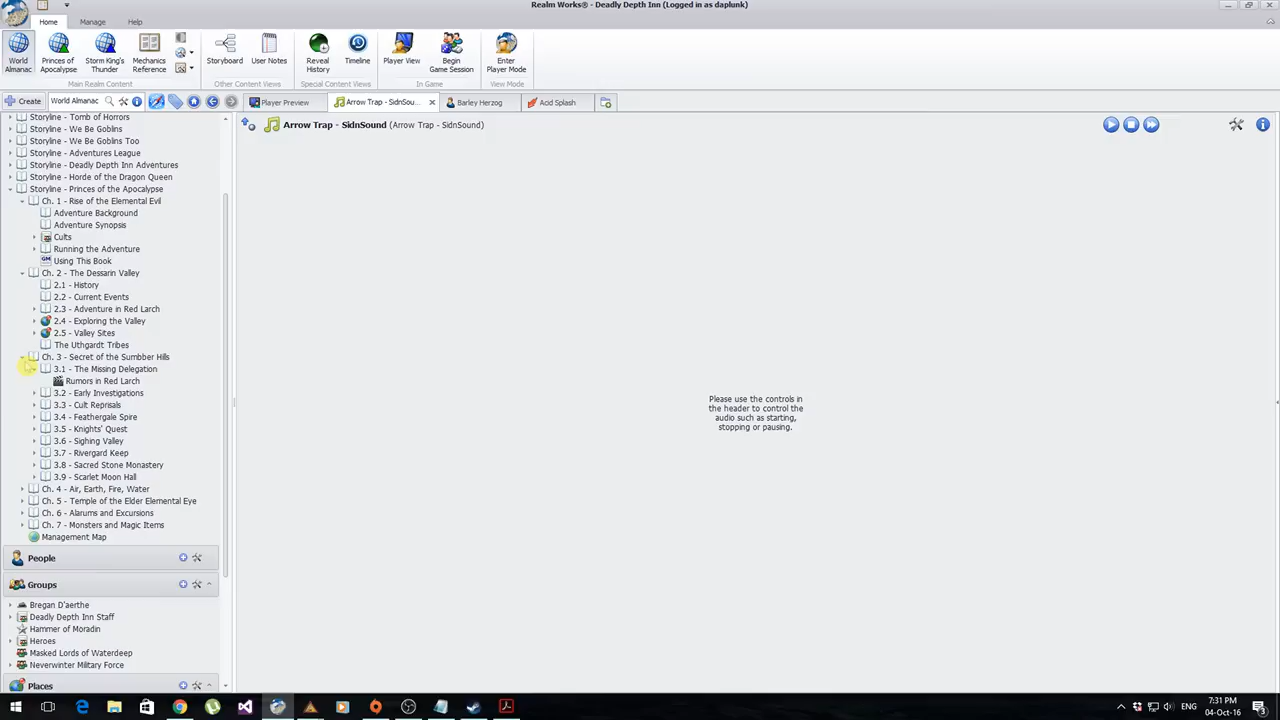 Realm Works® - Deadly Depth Inn (Logged in as daplunk)
Home
Manage
Help
World Almanac
Princes of Apocalypse
Storm King's Thunder
Mechanics Reference
Storyboard
User Notes
Reveal History
Timeline
Player View
Begin Game Session
Enter Player Mode
Main Realm Content
Other Content Views
Special Content Views
In Game
View Mode
Create
World Almanac
Player Preview
Arrow Trap - SidnSou...
Barley Herzog
Acid Splash
Arrow Trap - SidnSound (Arrow Trap - SidnSound)
Storyline - Tomb of Horrors
Storyline - We Be Goblins
Storyline - We Be Goblins Too
Storyline - Adventures League
Storyline - Deadly Depth Inn Adventures
Storyline - Horde of the Dragon Queen
Storyline - Princes of the Apocalypse
Ch. 1 - Rise of the Elemental Evil
Adventure Background
Adventure Synopsis
Cults
Running the Adventure
GM Using This Book
Ch. 2 - The Dessarin Valley
2.1 - History
2.2 - Current Events
2.3 - Adventure in Red Larch
2.4 - Exploring the Valley
2.5 - Valley Sites
The Uthgardt Tribes
Ch. 3 - Secret of the Sumbber Hills
3.1 - The Missing Delegation
Rumors in Red Larch
3.2 - Early Investigations
3.3 - Cult Reprisals
3.4 - Feathergale Spire
3.5 - Knights' Quest
3.6 - Sighing Valley
3.7 - Rivergard Keep
3.8 - Sacred Stone Monastery
3.9 - Scarlet Moon Hall
Ch. 4 - Air, Earth, Fire, Water
Ch. 5 - Temple of the Elder Elemental Eye
Ch. 6 - Alarums and Excursions
Ch. 7 - Monsters and Magic Items
Management Map
People
Groups
Bregan D'aerthe
Deadly Depth Inn Staff
Hammer of Moradin
Heroes
Masked Lords of Waterdeep
Neverwinter Military Force
Places
Please use the controls in
the header to control the
audio such as starting,
stopping or pausing.
ENG
7:31 PM
04-Oct-16